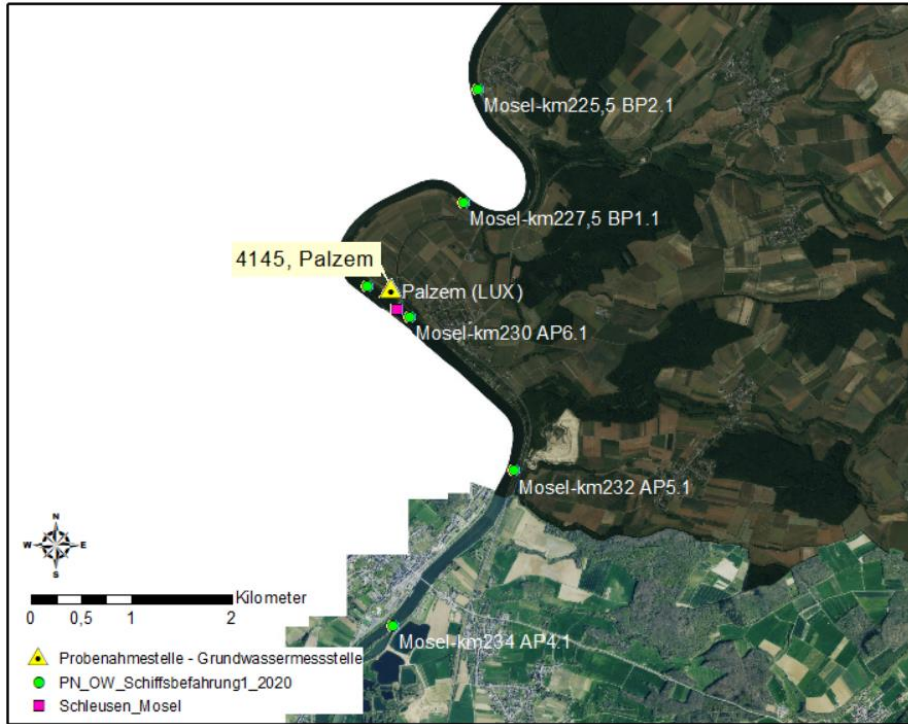 Mosel-km225,5 BP2.1
Mosel-km227,5 BP1.1
4145, Palzem
Palzem (LUX)
Mosel-km230 AP6.1
Mosel-km232 AP5.1
N
W E
S
Kilometer
0 0,5 1 2
Mosel-km234 AP4.1
Probenahmestelle - Grundwassermessstelle
PN_OW_Schiffsbefahrung1_2020
Schleusen_Mosel